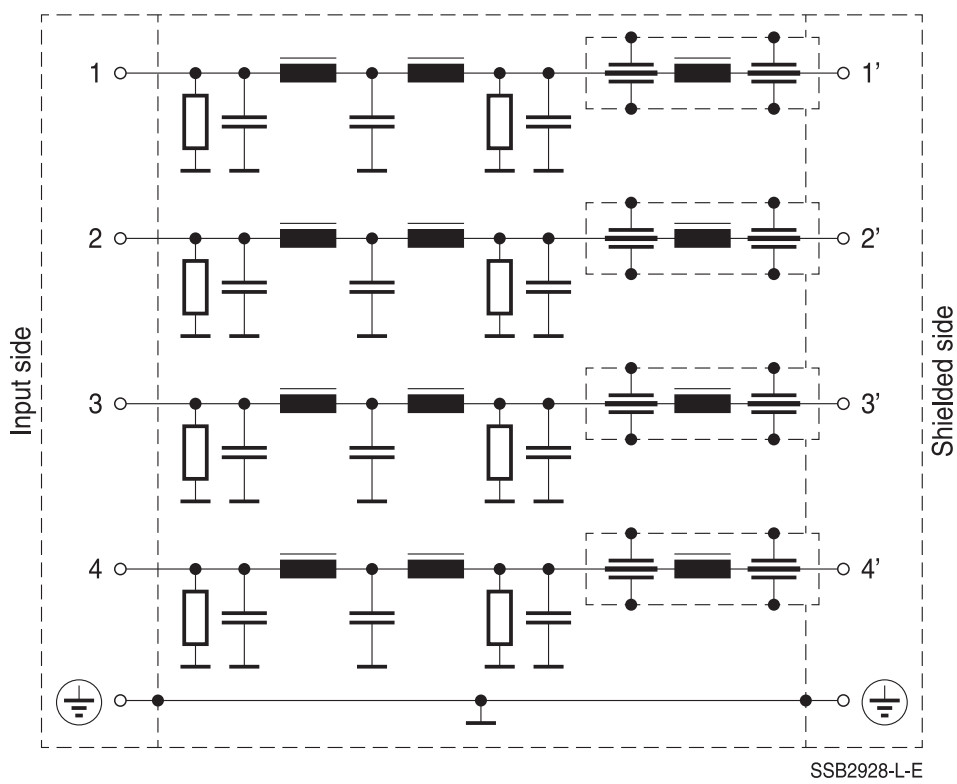 1 1’
2 2’
Input side
3 3’
Shielded side
4 4’
SSB2928-L-E